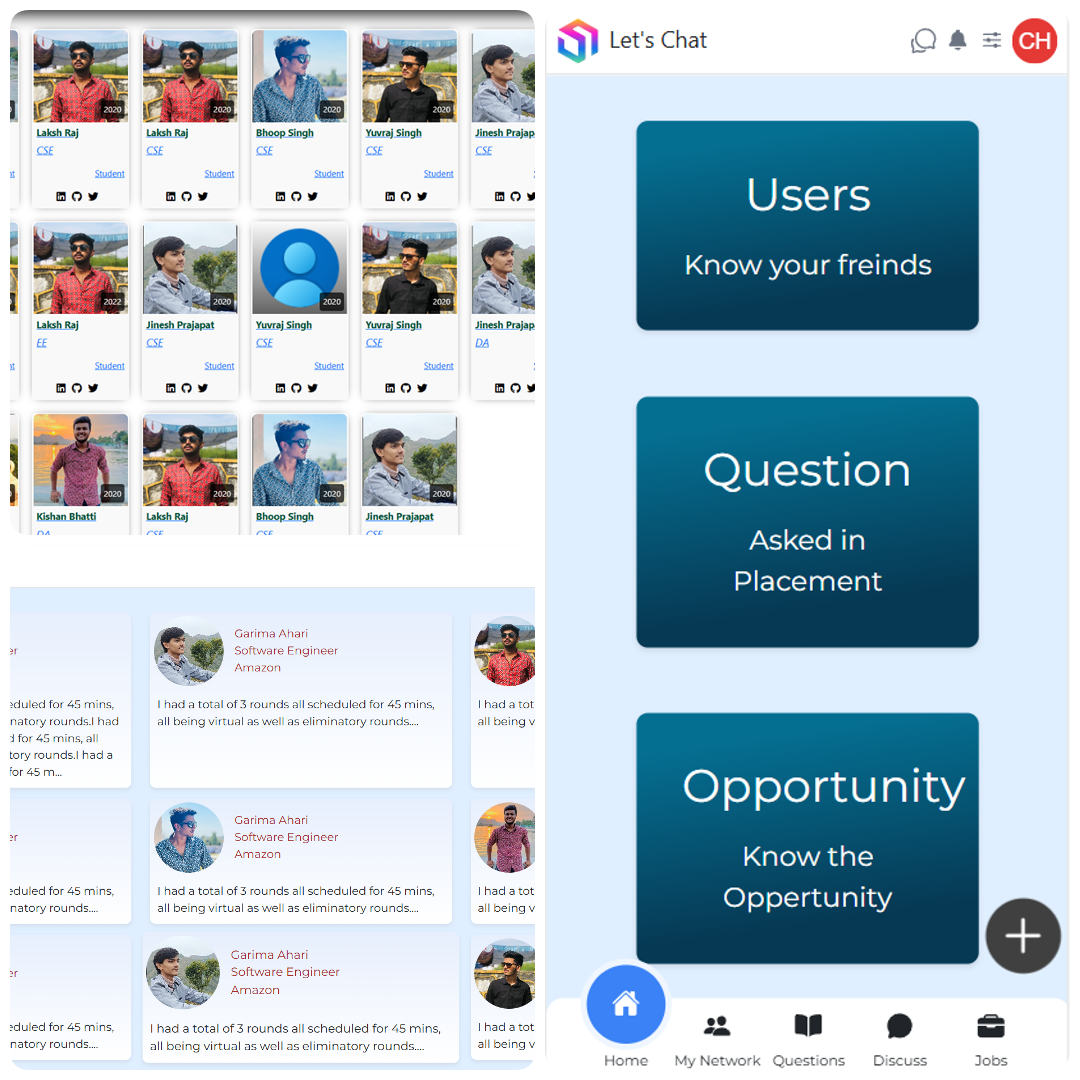 2020
2020
2020
2020
Laksh Raj
Laksh Raj
Bhoop Singh
Yuvraj Singh
Jinesh Prajap
CSE
CSE
CSE
CSE
CSE
Student
Student
Student
Student
2022
2020
2020
2020
Laksh Raj
Jinesh Prajapat
Yuvraj Singh
Yuvraj Singh
Jinesh Prajap
EE
CSE
CSE
CSE
DA
Student
Student
Student
Student
2020
2020
2020
2020
Kishan Bhatti
Laksh Raj
Bhoop Singh
Jinesh Prajapat
DA
CSE
CSE
CSE
er
eduled for 45 mins,
natory rounds.I had
d for 45 mins, all
tory rounds.I had a
for 45 m...
Garima Ahari
Software Engineer
Amazon
I had a total of 3 rounds all scheduled for 45 mins,
all being virtual as well as eliminatory rounds....
I had a tot
all being v
er
eduled for 45 mins,
natory rounds....
Garima Ahari
Software Engineer
Amazon
I had a total of 3 rounds all scheduled for 45 mins,
all being virtual as well as eliminatory rounds....
I had a tot
all being v
er
eduled for 45 mins,
natory rounds....
Garima Ahari
Software Engineer
Amazon
I had a total of 3 rounds all scheduled for 45 mins,
all being virtual as well as eliminatory rounds....
I had a tot
all being v
Let's Chat
CH
Users
Know your freinds
Question
Asked in
Placement
Opportunity
Know the
Oppertunity
Home
My Network
Questions
Discuss
Jobs